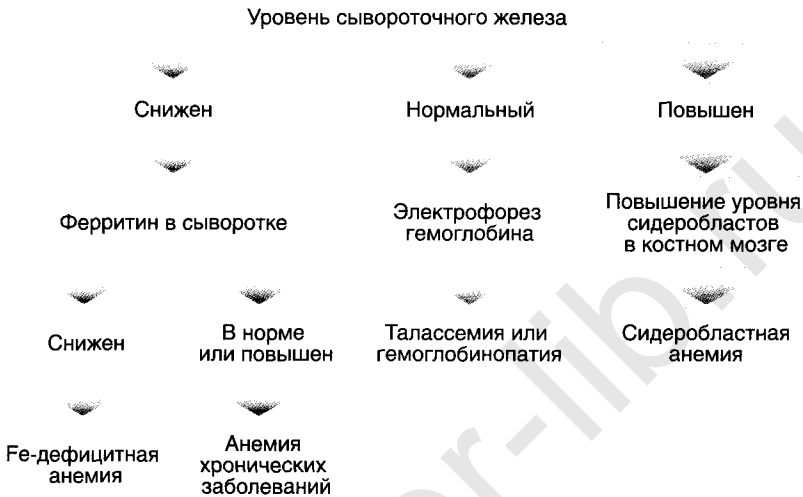 Уровень сывороточного железа
Снижен
Нормальный
Повышен
Ферритин в сыворотке
Электрофорез
гемоглобина
Повышение уровня
сидеробластов
в костном мозге
Снижен
В норме
или повышен
Талассемия или
гемоглобинопатия
Сидеробластная
анемия
Fe-дефицитная
анемия
Анемия
хронических
заболеваний